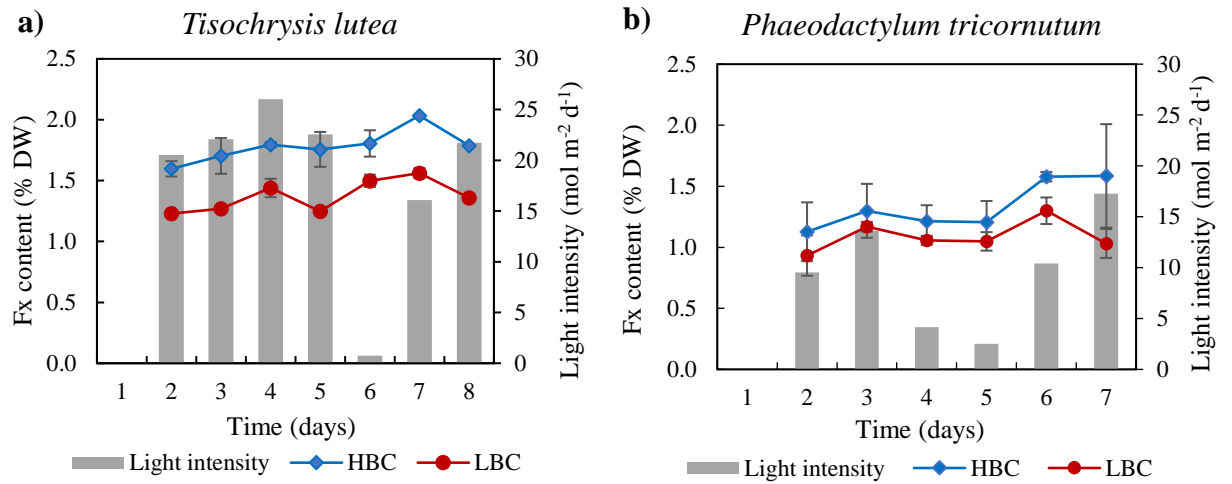 a)
Tisochrysis lutea
2.5
2.0
1.5
1.0
0.5
0.0
Fx content (% DW)
30
25
20
15
10
5
0
Light intensity (mol m⁻² d⁻¹)
1 2 3 4 5 6 7 8
Time (days)
Light intensity HBC LBC
b)
Phaeodactylum tricornutum
2.5
2.0
1.5
1.0
0.5
0.0
Fx content (% DW)
30
25
20
15
10
5
0
Light intensity (mol m⁻² d⁻¹)
1 2 3 4 5 6 7
Time (days)
Light intensity HBC LBC